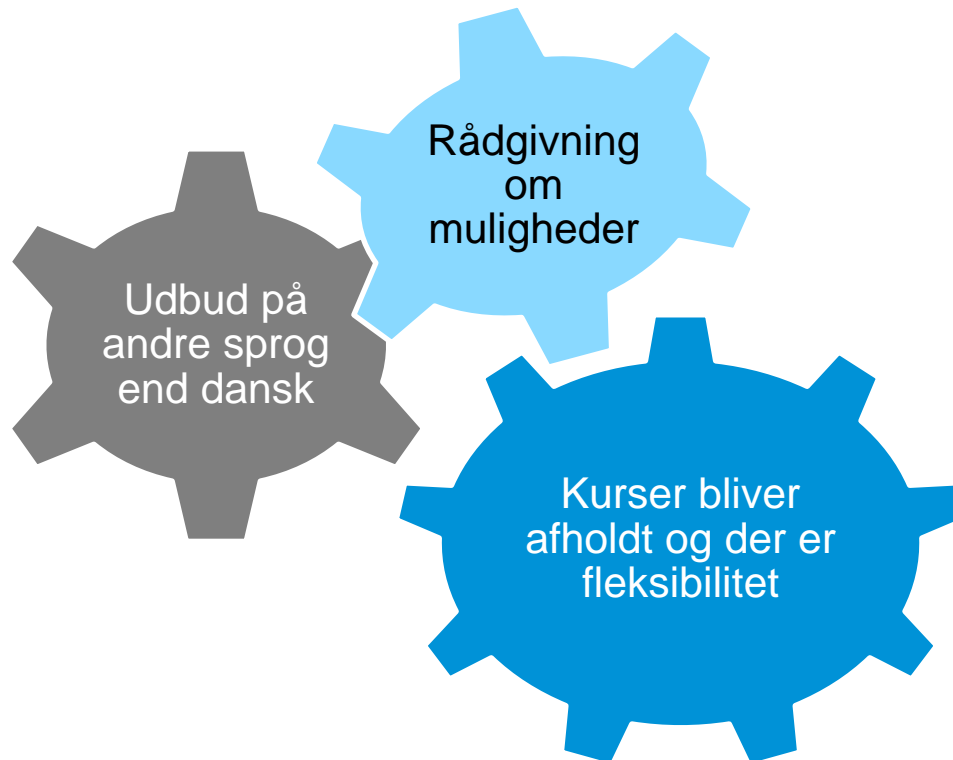 Rådgivning
om
muligheder
Udbud på
andre sprog
end dansk
Kurser bliver
afholdt og der er
fleksibilitet